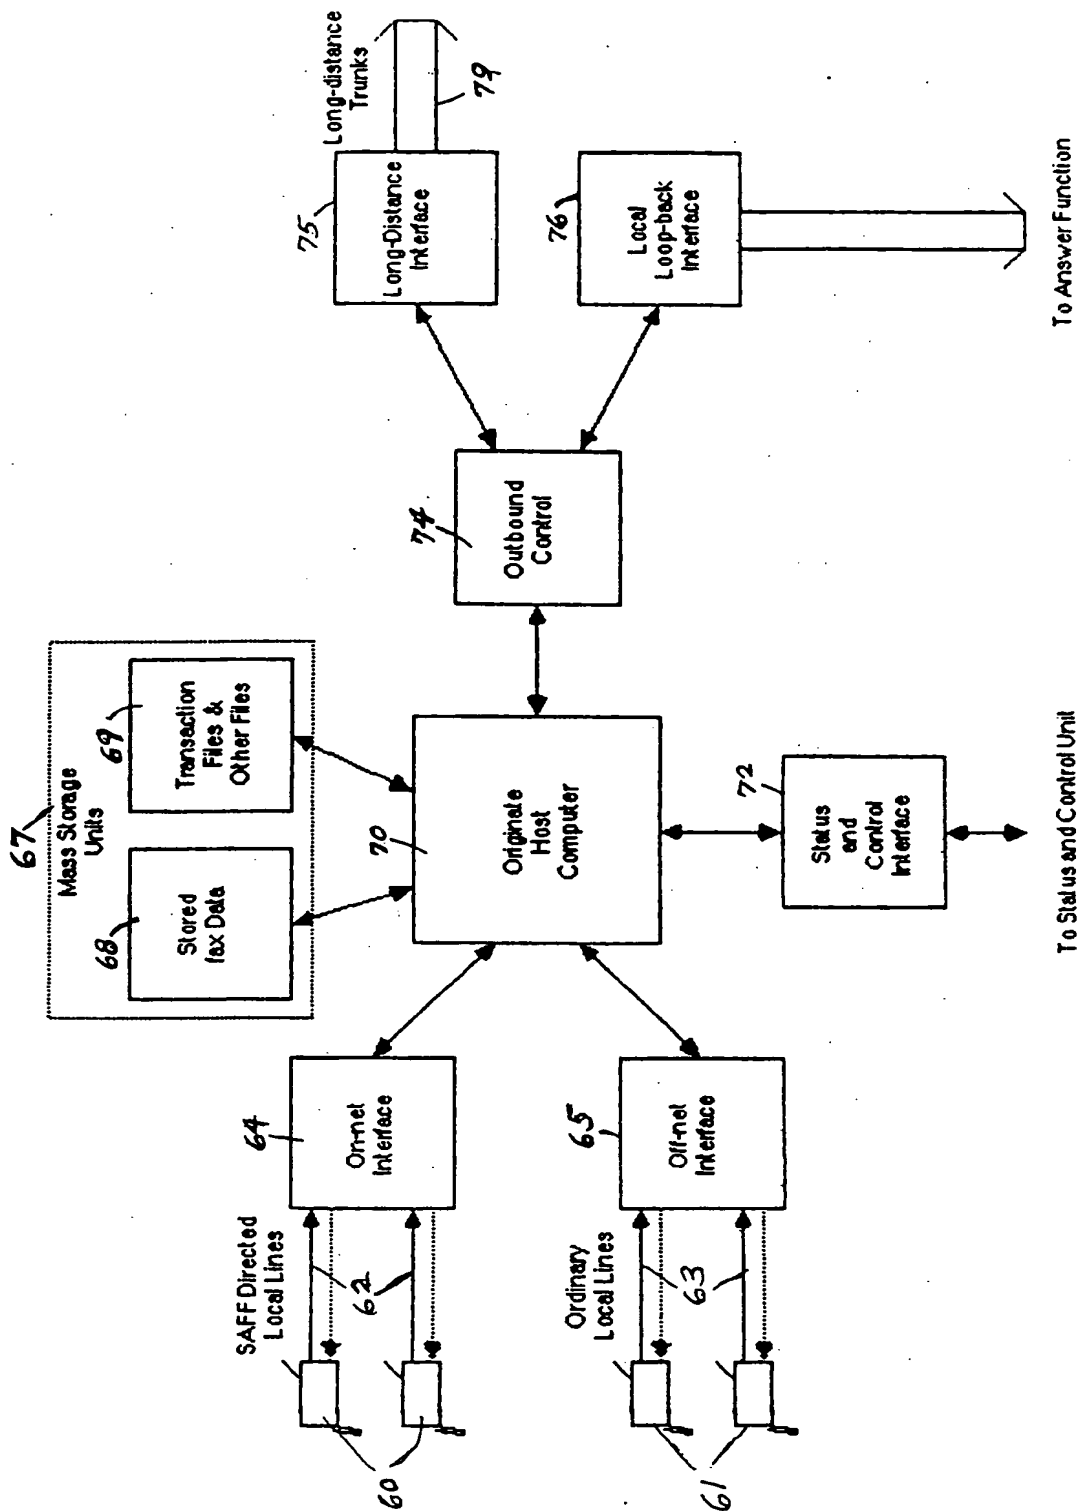 60
61
SAFF Directed
Local Lines
62
Ordinary
Local Lines
63
64
On-net
Interface
65
Off-net
Interface
67
Mass Storage
Units
68
Stored
fax Data
69
Transaction
Files &
Other Files
70
Originate
Host
Computer
72
Status
and
Control
Interface
To Status and Control Unit
74
Outbound
Control
75
Long-Distance
Interface
Long-distance
Trunks
79
76
Local
Loop-back
Interface
To Answer Function